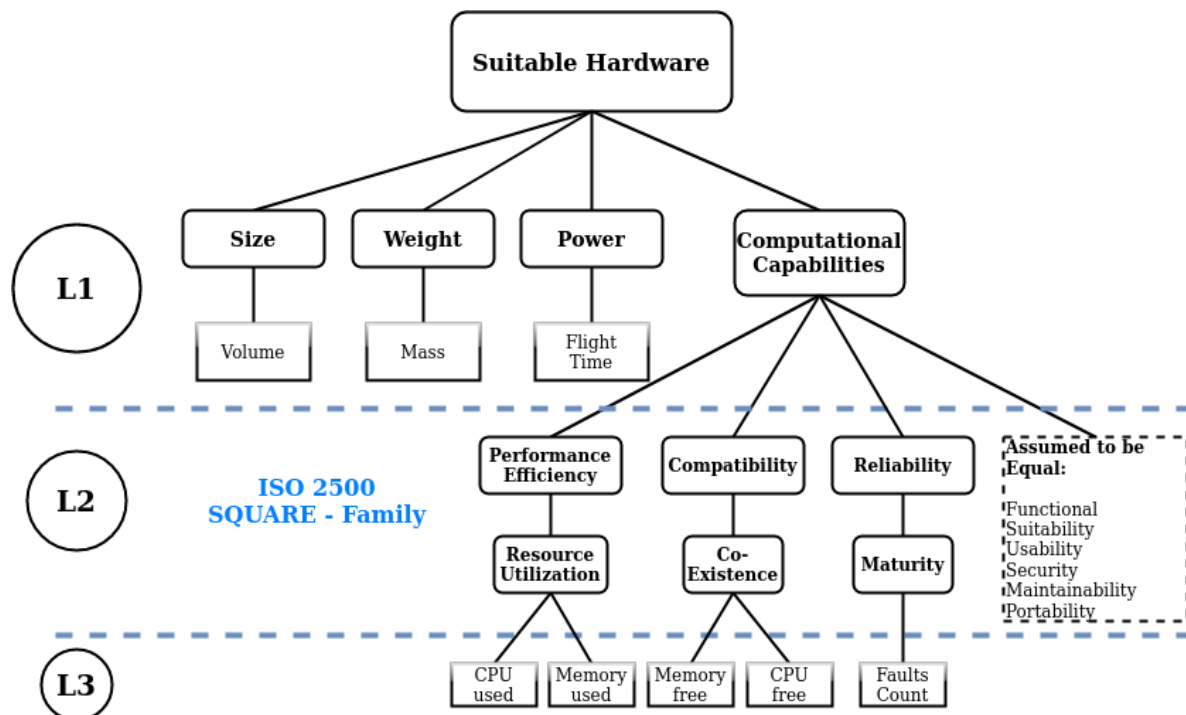 Suitable Hardware
L1
Size
Weight
Power
Computational
Capabilities
Volume
Mass
Flight
Time
L2
ISO 2500
SQUARE - Family
Performance
Efficiency
Compatibility
Reliability
Assumed to be
Equal:
Functional
Suitability
Usability
Security
Maintainability
Portability
Resource
Utilization
Co-
Existence
Maturity
L3
CPU
used
Memory
used
Memory
free
CPU
free
Faults
Count